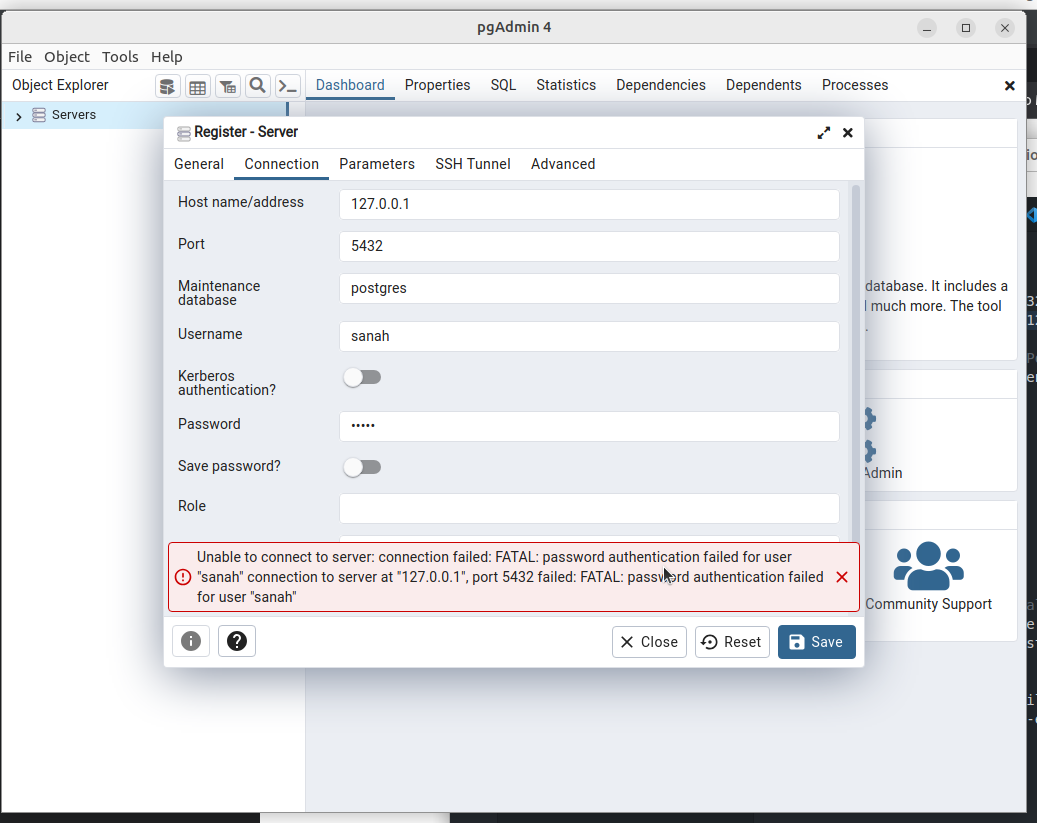 pgAdmin 4
File Object Tools Help
Object Explorer
Dashboard Properties SQL Statistics Dependencies Dependents Processes
Servers
Register - Server
General Connection Parameters SSH Tunnel Advanced
Host name/address 127.0.0.1
Port 5432
Maintenance
database
postgres
Username sanah
Kerberos
authentication?
Password •••••
Save password?
Role
Unable to connect to server: connection failed: FATAL: password authentication failed for user
"sanah" connection to server at "127.0.0.1", port 5432 failed: FATAL: password authentication failed
for user "sanah"
Close Reset Save
database. It includes a
much more. The tool
Admin
Community Support